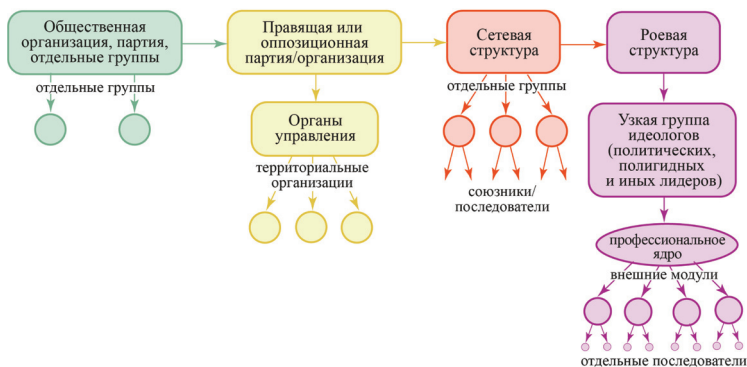 Общественная
организация, партия,
отдельные группы
отдельные группы
Правящая или
оппозиционная
партия/организация
Органы
управления
территориальные
организации
Сетевая
структура
отдельные группы
союзники/
последователи
Роевая
структура
Узкая группа
идеологов
(политических,
полигидных
и иных лидеров)
профессиональное
ядро
внешние модули
отдельные последователи